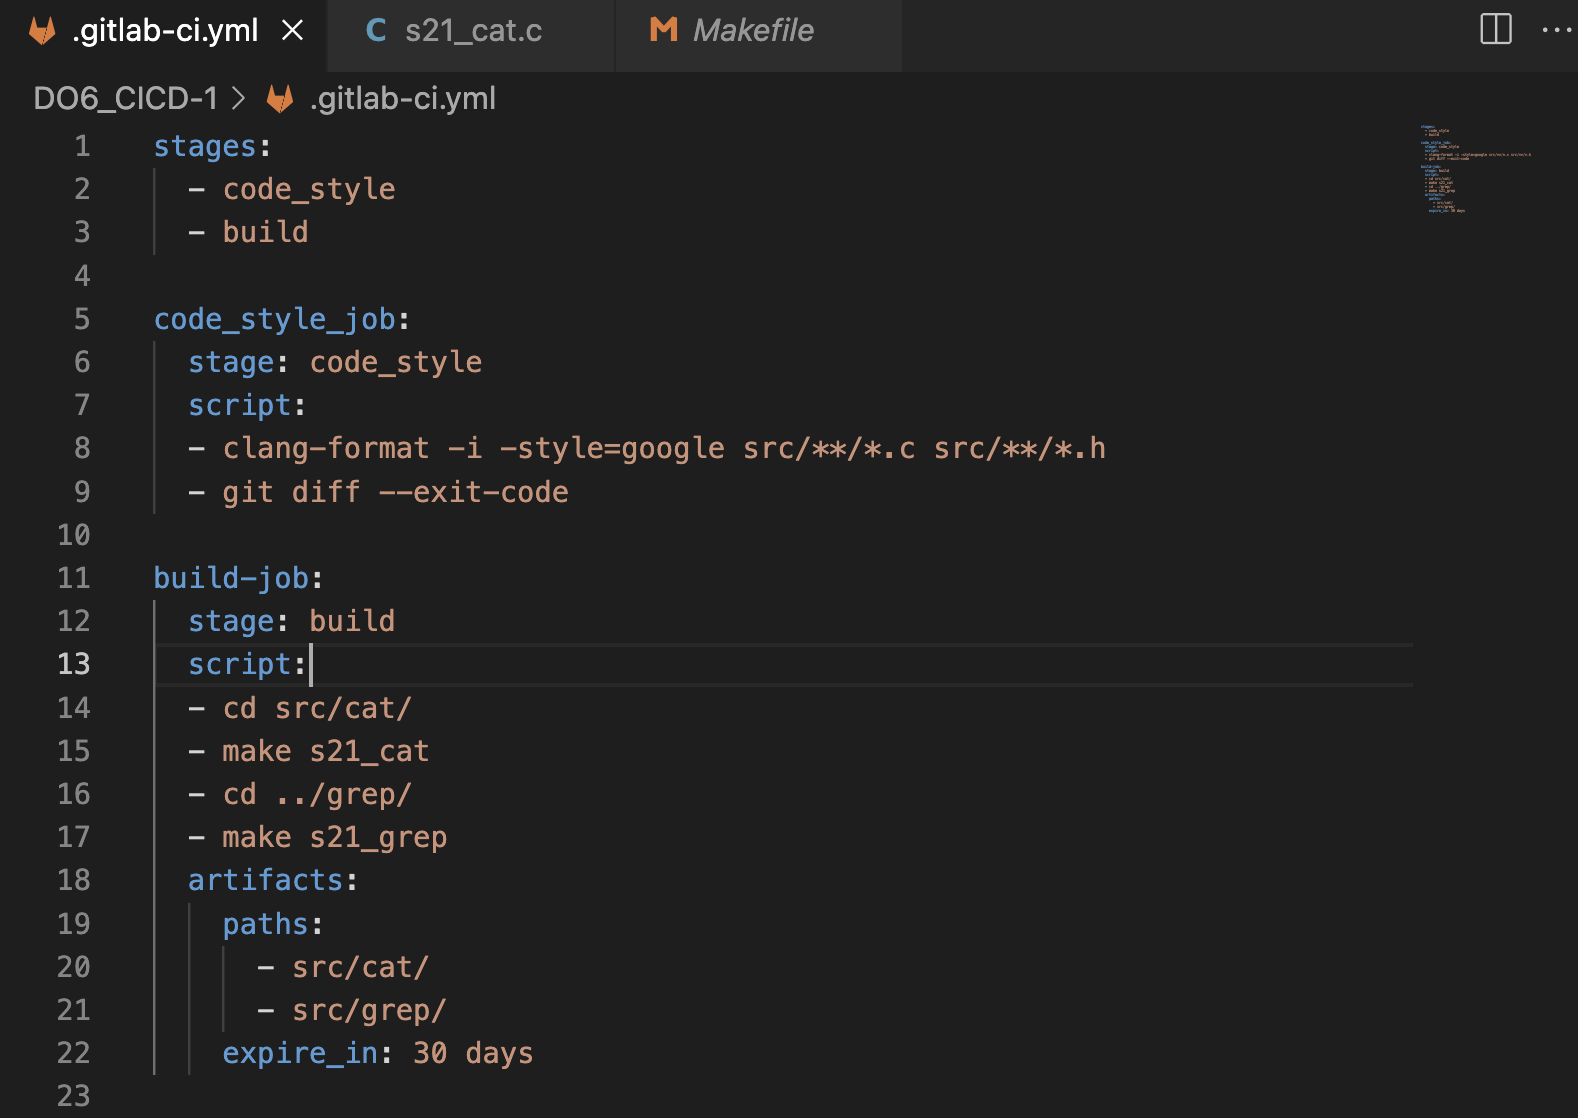 .gitlab-ci.yml
C s21_cat.c
M Makefile
DO6_CICD-1 > .gitlab-ci.yml
1 stages:
2 - code_style
3 - build
4
5 code_style_job:
6 stage: code_style
7 script:
8 - clang-format -i -style=google src/**/*.c src/**/*.h
9 - git diff --exit-code
10
11 build-job:
12 stage: build
13 script:
14 - cd src/cat/
15 - make s21_cat
16 - cd ../grep/
17 - make s21_grep
18 artifacts:
19 paths:
20 - src/cat/
21 - src/grep/
22 expire_in: 30 days
23